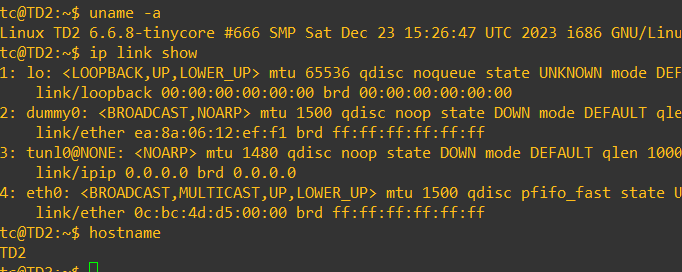 tc@TD2:~$ uname -a
Linux TD2 6.6.8-tinycore #666 SMP Sat Dec 23 15:26:47 UTC 2023 i686 GNU/Linu
tc@TD2:~$ ip link show
1: lo: <LOOPBACK,UP,LOWER_UP> mtu 65536 qdisc noqueue state UNKNOWN mode DEF
    link/loopback 00:00:00:00:00:00 brd 00:00:00:00:00:00
2: dummy0: <BROADCAST,NOARP> mtu 1500 qdisc noop state DOWN mode DEFAULT qle
    link/ether ea:8a:06:12:ef:f1 brd ff:ff:ff:ff:ff:ff
3: tunl0@NONE: <NOARP> mtu 1480 qdisc noop state DOWN mode DEFAULT qlen 1000
    link/ipip 0.0.0.0 brd 0.0.0.0
4: eth0: <BROADCAST,MULTICAST,UP,LOWER_UP> mtu 1500 qdisc pfifo_fast state U
    link/ether 0c:bc:4d:d5:00:00 brd ff:ff:ff:ff:ff:ff
tc@TD2:~$ hostname
TD2
tc@TD2:~$